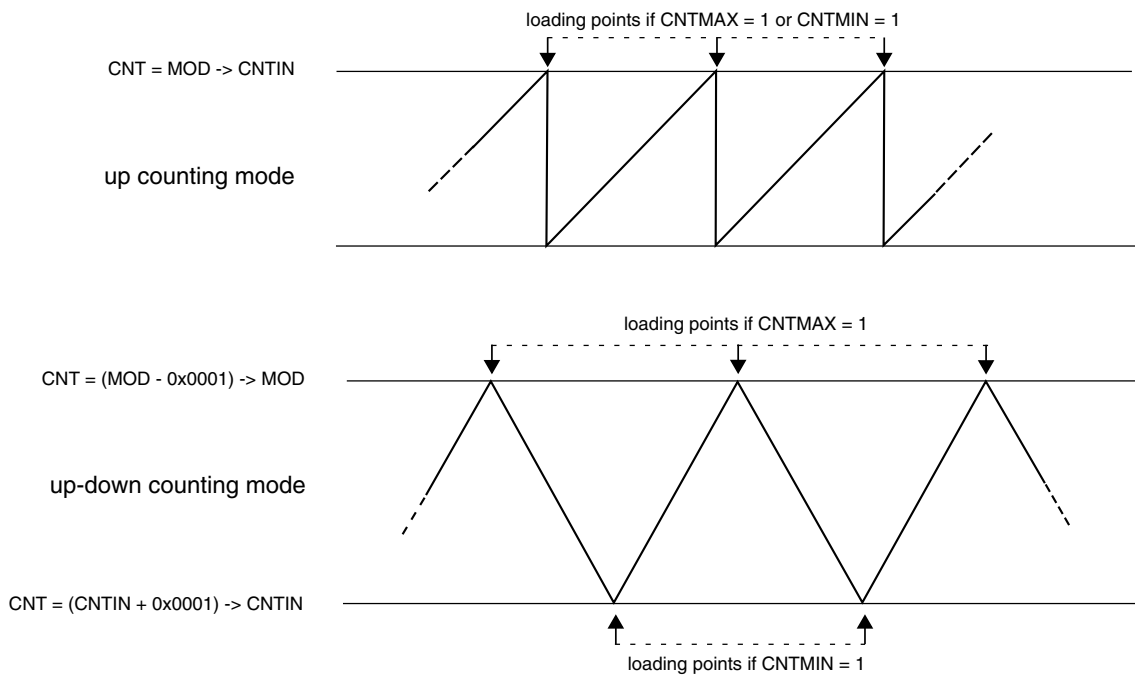 loading points if CNTMAX = 1 or CNTMIN = 1
CNT = MOD -> CNTIN
up counting mode
loading points if CNTMAX = 1
CNT = (MOD - 0x0001) -> MOD
up-down counting mode
CNT = (CNTIN + 0x0001) -> CNTIN
loading points if CNTMIN = 1